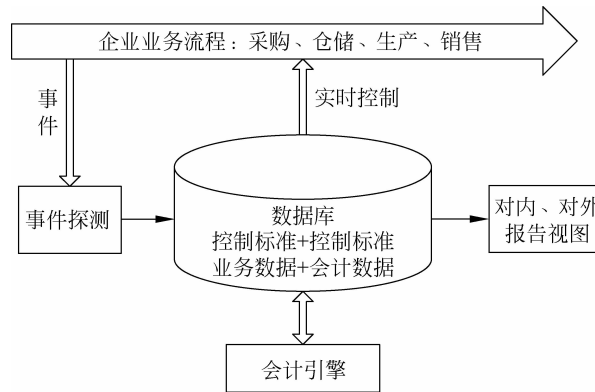 企业业务流程：采购、仓储、生产、销售
事
件
实时控制
事件探测
数据库
控制标准+控制标准
业务数据+会计数据
对内、对外
报告视图
会计引擎